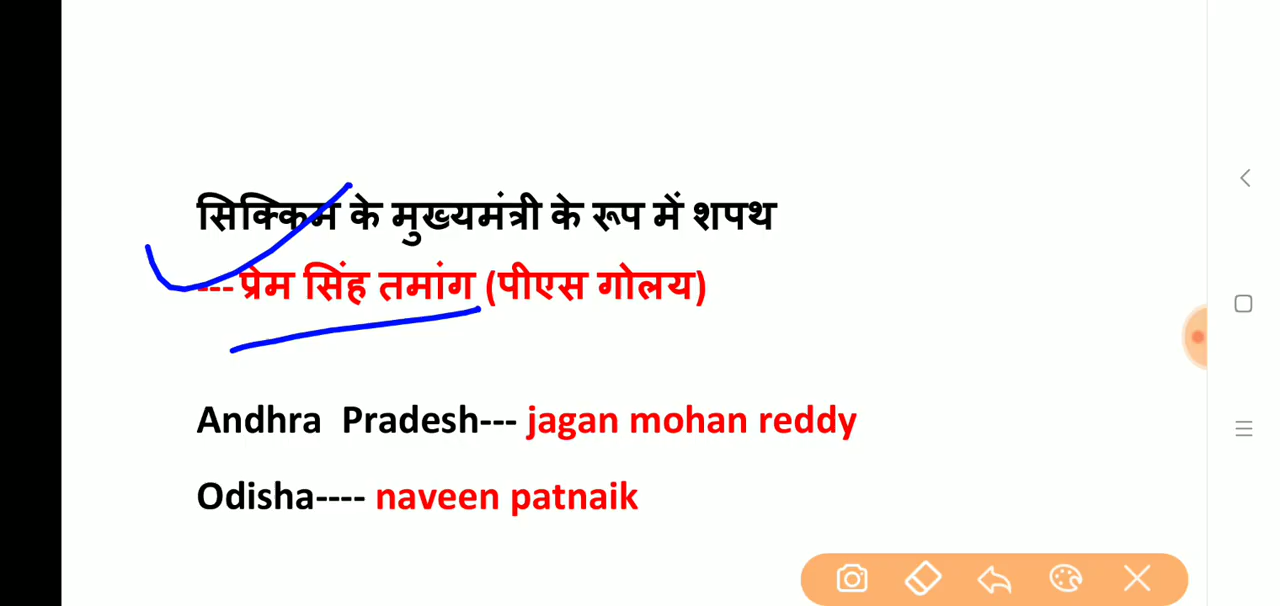 सिक्किम के मुख्यमंत्री के रूप में शपथ
--- प्रेम सिंह तमांग (पीएस गोलय)
Andhra Pradesh--- jagan mohan reddy
Odisha---- naveen patnaik